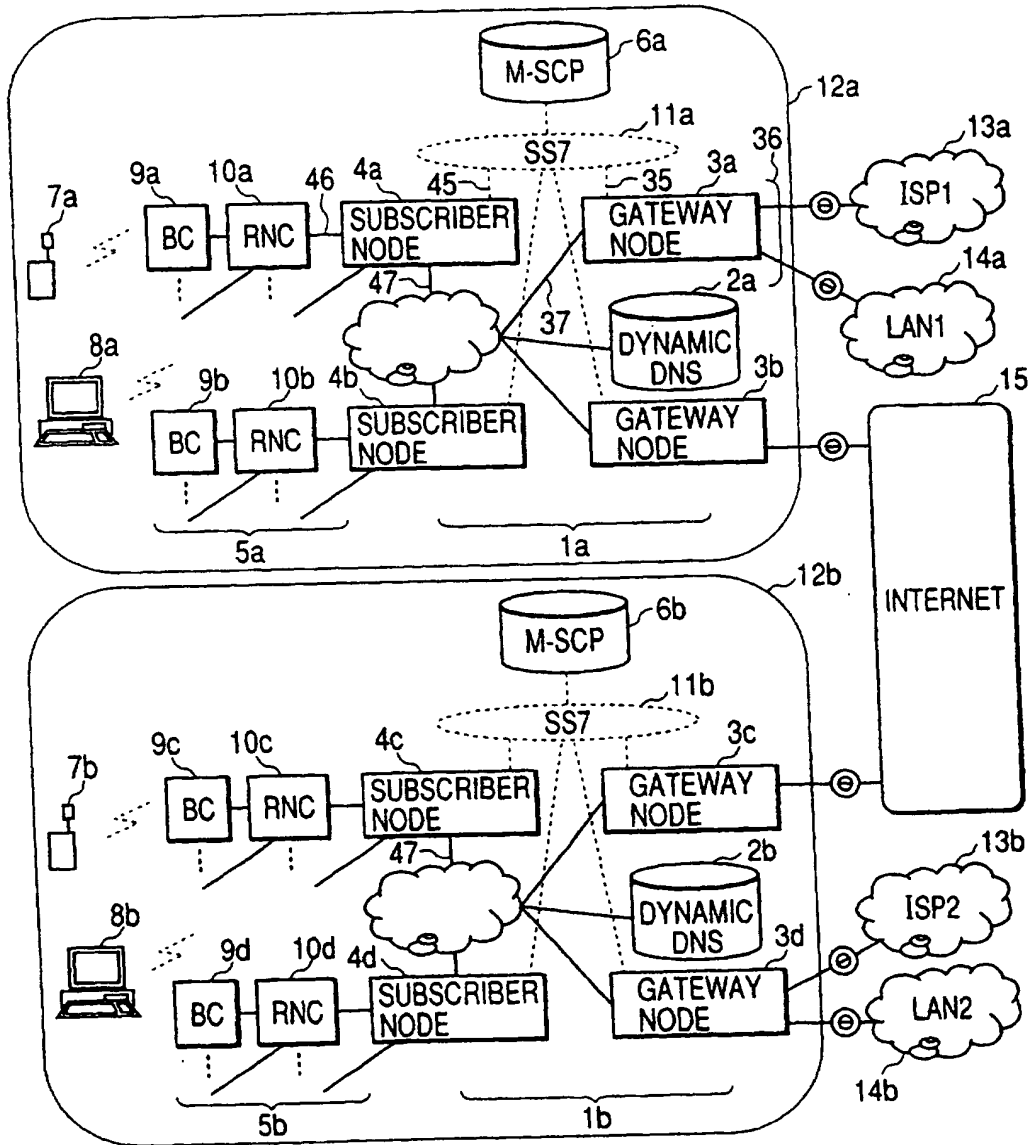 6a
M-SCP
12a
11a
13a
SS7
36
9a
10a
46
4a
45
35
3a
7a
BC
RNC
SUBSCRIBER
NODE
GATEWAY
NODE
ISP1
14a
47
2a
37
LAN1
8a
DYNAMIC
DNS
9b
10b
4b
3b
15
BC
RNC
SUBSCRIBER
NODE
GATEWAY
NODE
5a
1a
12b
INTERNET
6b
M-SCP
11b
SS7
9c
10c
4c
3c
7b
BC
RNC
SUBSCRIBER
NODE
GATEWAY
NODE
47
2b
13b
DYNAMIC
DNS
ISP2
8b
9d
10d
4d
3d
BC
RNC
SUBSCRIBER
NODE
GATEWAY
NODE
LAN2
14b
5b
1b